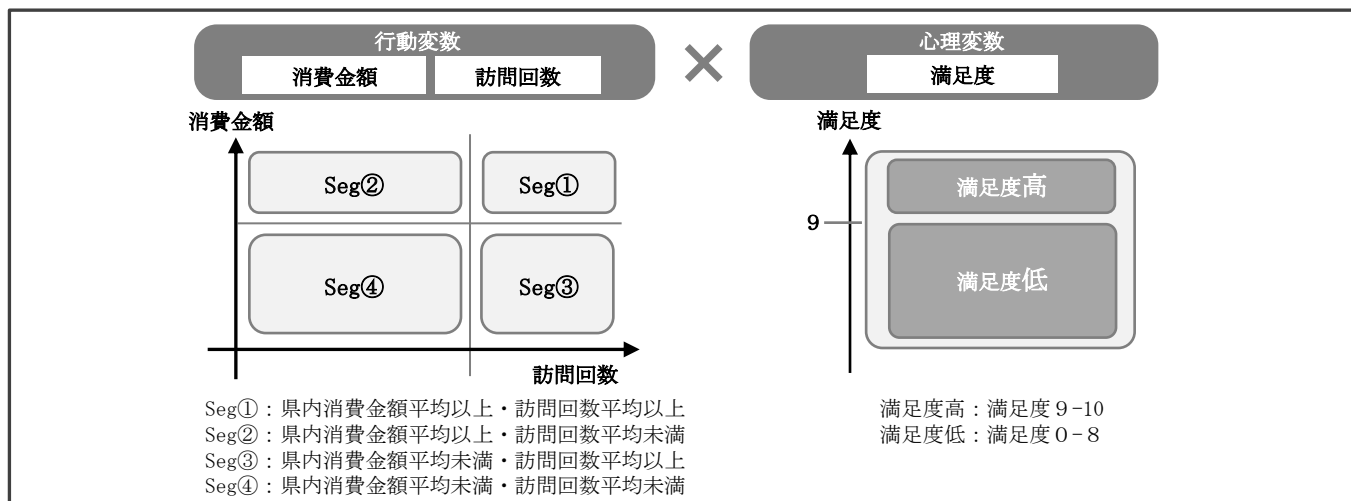 行動変数
消費金額
訪問回数
×
心理変数
満足度
消費金額
Seg②
Seg①
Seg④
Seg③
訪問回数
満足度
9
満足度高
満足度低
Seg①：県内消費金額平均以上・訪問回数平均以上
Seg②：県内消費金額平均以上・訪問回数平均未満
Seg③：県内消費金額平均未満・訪問回数平均以上
Seg④：県内消費金額平均未満・訪問回数平均未満
満足度高：満足度９-10
満足度低：満足度０-８